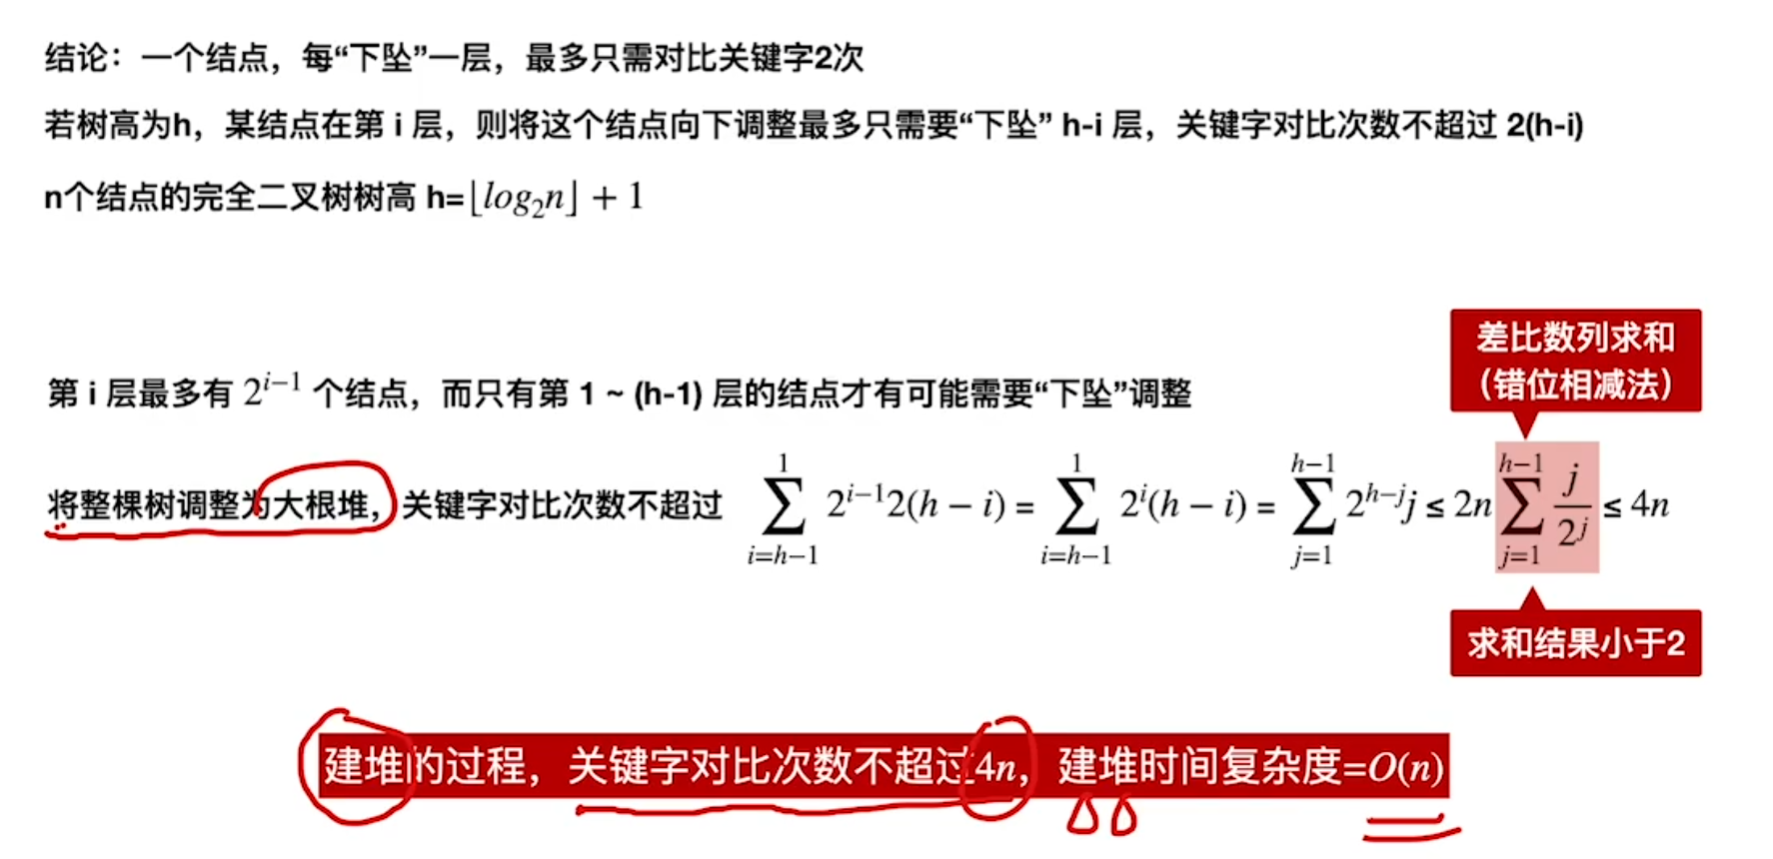 结论：一个结点，每“下坠”一层，最多只需对比关键字2次
若树高为h，某结点在第 i 层，则将这个结点向下调整最多只需要“下坠” h-i 层，关键字对比次数不超过 2(h-i)
n个结点的完全二叉树树高 h=⌊log₂n⌋ + 1
差比数列求和
（错位相减法）
第 i 层最多有 2^{i−1} 个结点，而只有第 1 ~ (h-1) 层的结点才有可能需要“下坠”调整
将整棵树调整为大根堆，关键字对比次数不超过 \sum_{i=h−1}^{1} 2^{i−1}2(h − i) = \sum_{i=h−1}^{1} 2^{i}(h − i) = \sum_{j=1}^{h−1} 2^{h−j}j ≤ 2n \sum_{j=1}^{h−1} \frac{j}{2^{j}} ≤ 4n
求和结果小于2
建堆的过程，关键字对比次数不超过4n，建堆时间复杂度=O(n)